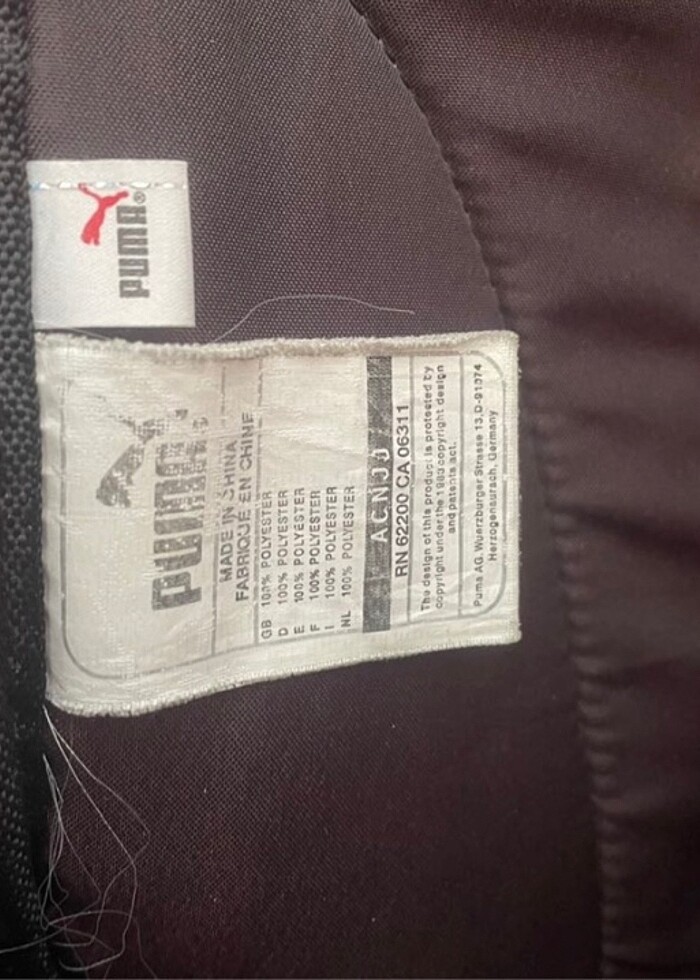 PUMA®
PUMA
MADE IN CHINA
FABRIQUÉ EN CHINE
GB 100% POLYESTER
D 100% POLYESTER
E 100% POLYESTER
F 100% POLYESTER
I 100% POLYESTER
NL 100% POLYESTER
RN 62200 CA 06311
The design of this product is protected by
copyright under the 1988 copyright design
and patents act.
Puma AG. Wuerzburger Strasse 13,D-91074
Herzogenaurach, Germany